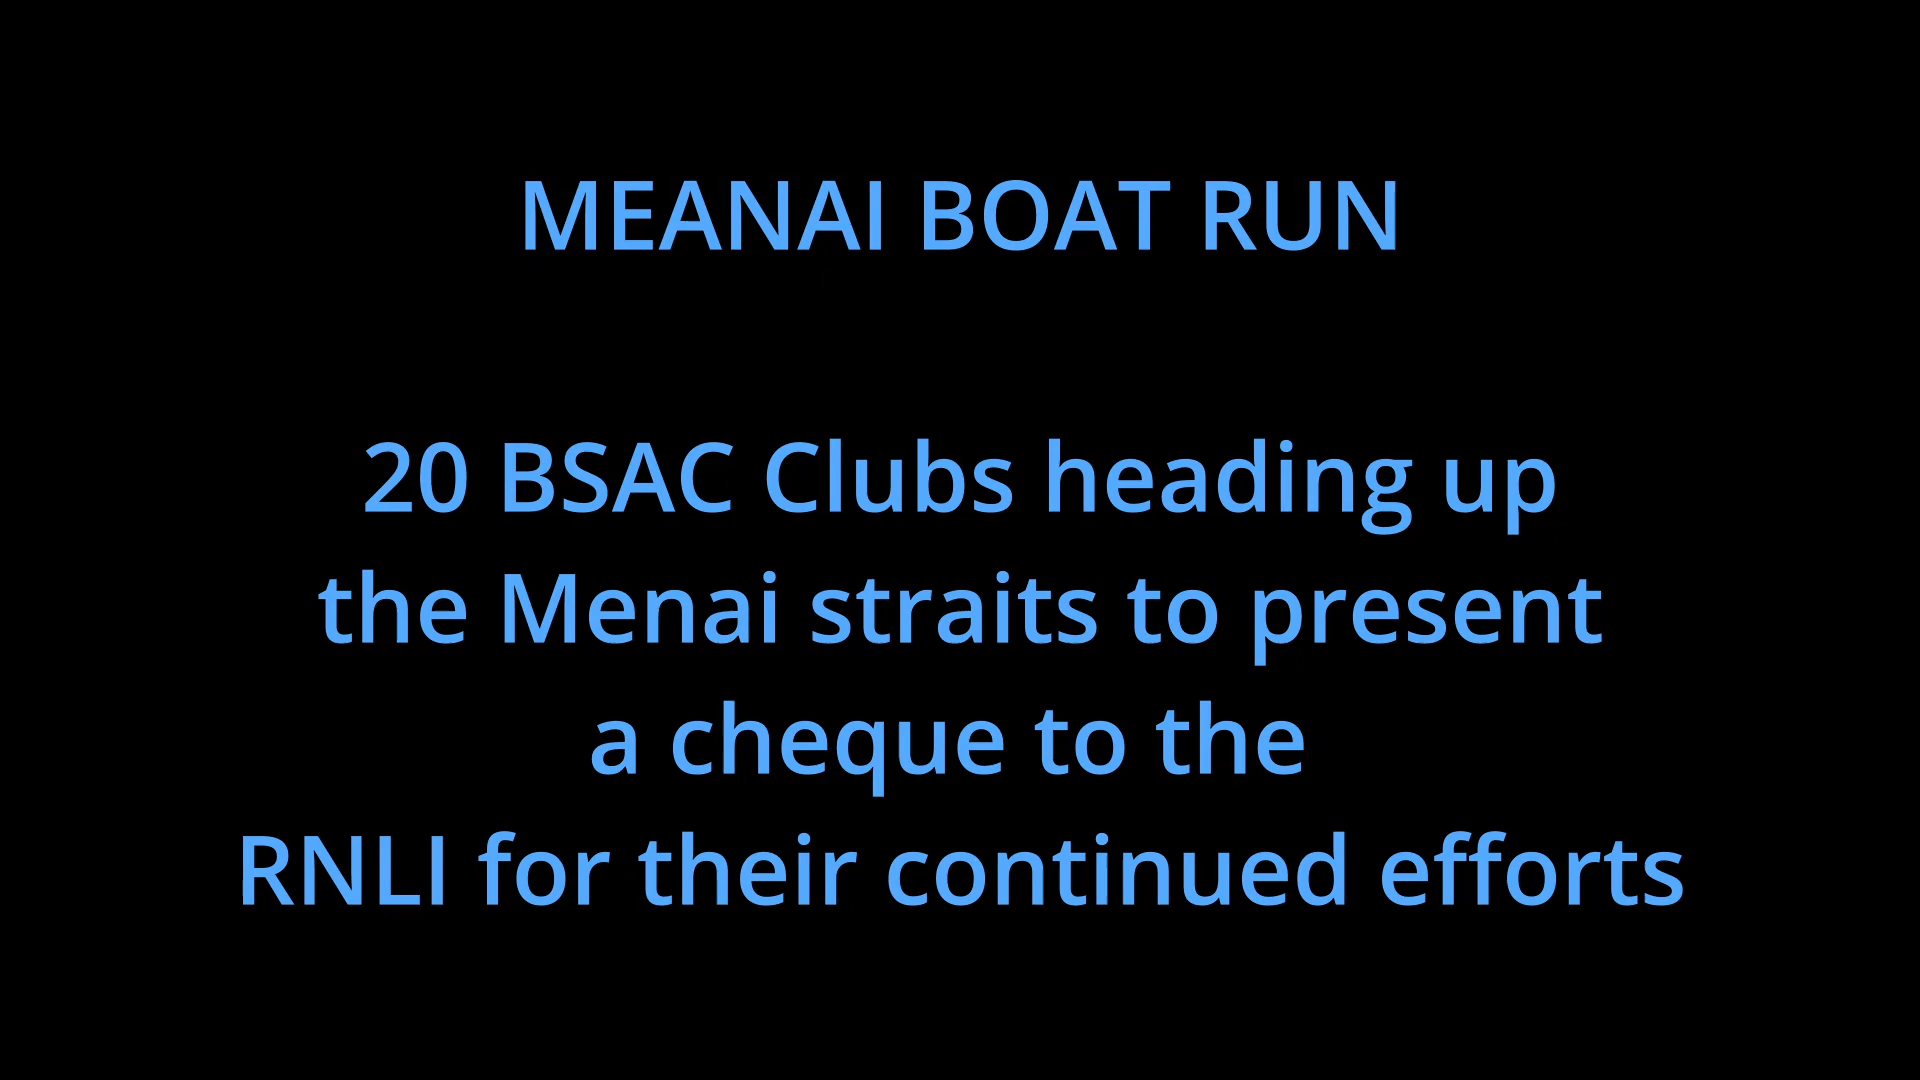 MEANAI BOAT RUN
20 BSAC Clubs heading up
the Menai straits to present
a cheque to the
RNLI for their continued efforts